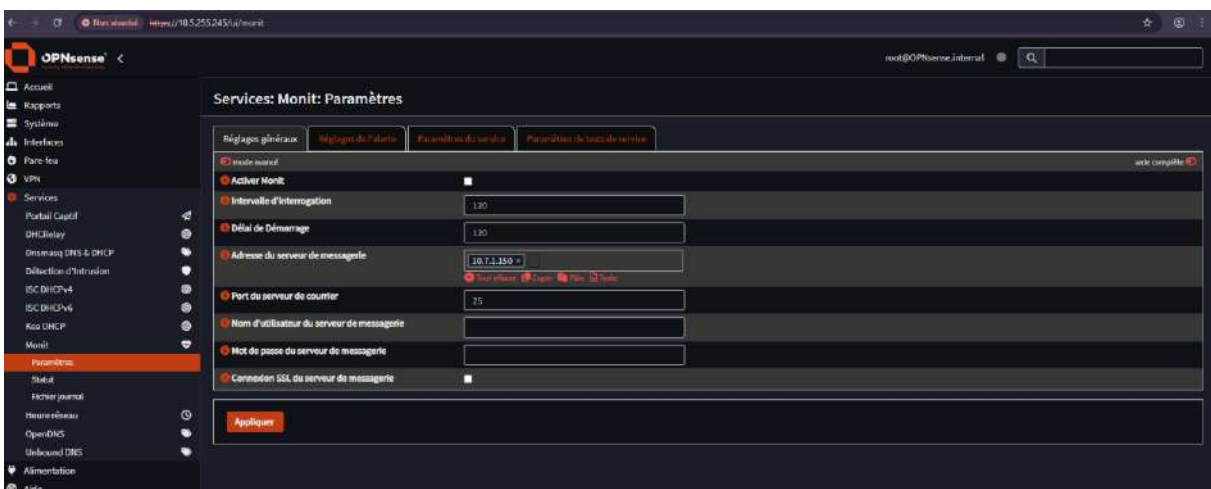 Non sécurisé https://10.5.255.245/ui/monit
OPNsense
root@OPNsense.internal
Accueil
Rapports
Système
Interfaces
Pare-feu
VPN
Services
Portail Captif
DHCRelay
Dnsmasq DNS & DHCP
Détection d'Intrusion
ISC DHCPv4
ISC DHCPv6
Kea DHCP
Monit
Paramètres
Statut
Fichier journal
Heure réseau
OpenDNS
Unbound DNS
Alimentation
Aide
Services: Monit: Paramètres
Réglages généraux Réglages de l'alerte Paramètres du service Paramètres de tests de service
mode avancé aide complète
Activer Monit
Intervalle d'interrogation 120
Délai de Démarrage 120
Adresse du serveur de messagerie 10.7.1.150 ×
Tout effacer Copie Pâte Texte
Port du serveur de courrier 25
Nom d'utilisateur du serveur de messagerie
Mot de passe du serveur de messagerie
Connexion SSL du serveur de messagerie
Appliquer